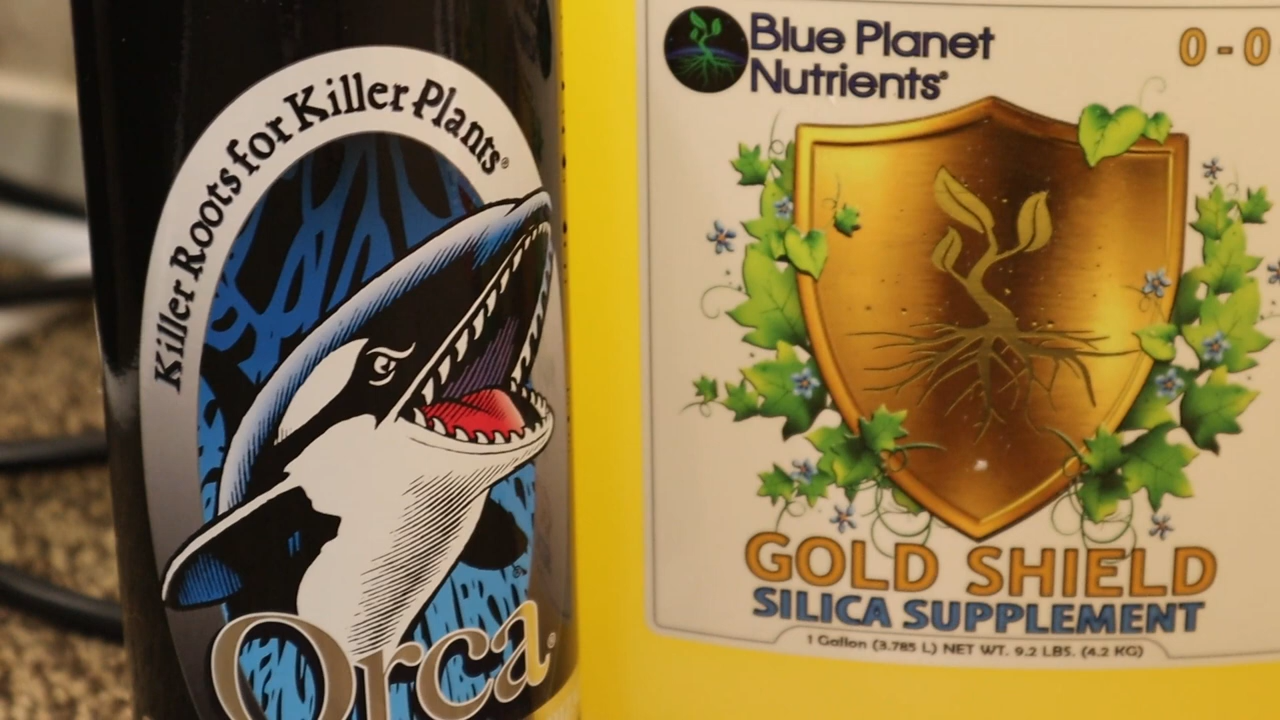 Killer Roots for Killer Plants®
Orca®
Blue Planet
Nutrients®
0-0
GOLD SHIELD
SILICA SUPPLEMENT
1 Gallon (3.785 L) NET WT. 9.2 LBS. (4.2 KG)